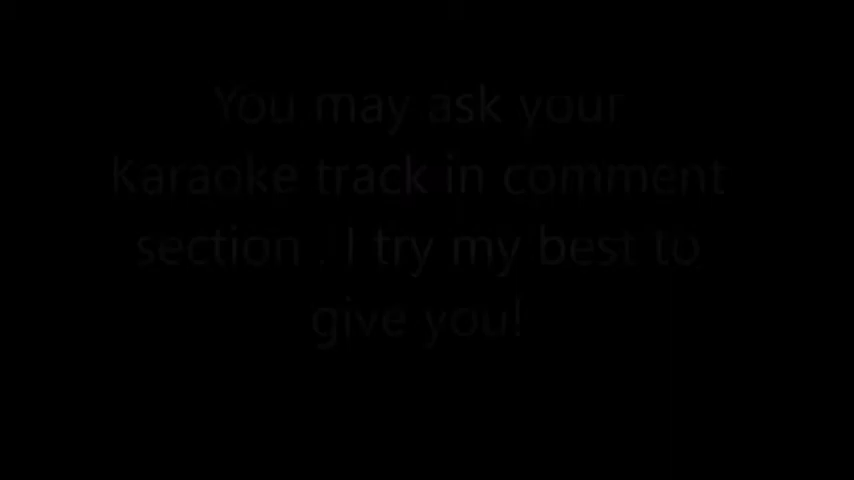 You may ask your
Karaoke track in comment
section . I try my best to
give you!